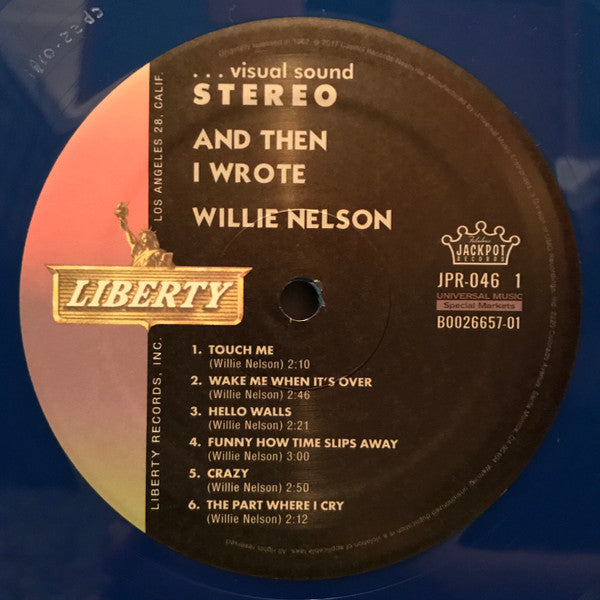 . . . visual sound
STEREO
AND THEN
I WROTE
WILLIE NELSON
LOS ANGELES 28, CALIF.
LIBERTY
LIBERTY RECORDS, INC.
Fabulous
JACKPOT
RECORDS
JPR-046 1
UNIVERSAL MUSIC
Special Markets
B0026657-01
1. TOUCH ME
(Willie Nelson) 2:10
2. WAKE ME WHEN IT'S OVER
(Willie Nelson) 2:46
3. HELLO WALLS
(Willie Nelson) 2:21
4. FUNNY HOW TIME SLIPS AWAY
(Willie Nelson) 3:00
5. CRAZY
(Willie Nelson) 2:50
6. THE PART WHERE I CRY
(Willie Nelson) 2:12